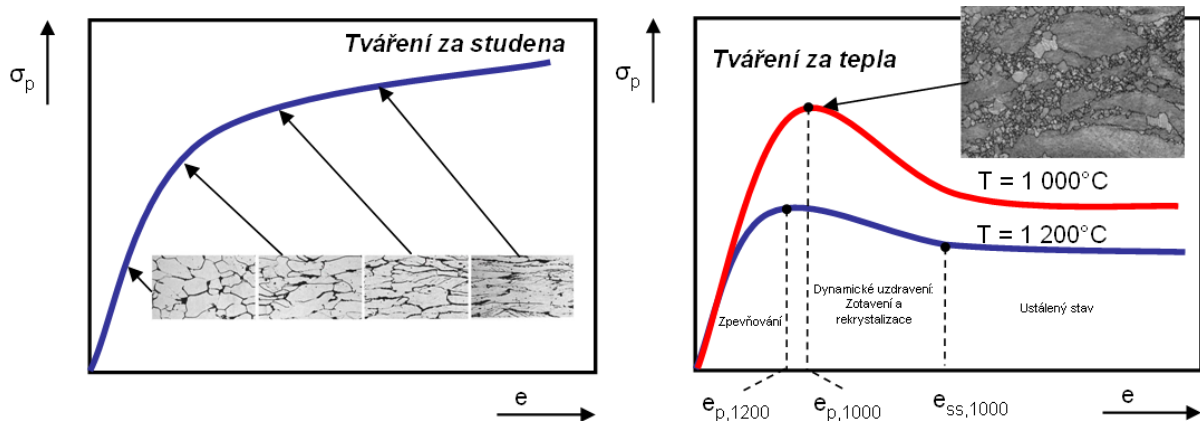 Tváření za studena
σp
e
Tváření za tepla
σp
T = 1 000°C
T = 1 200°C
Dynamické uzdravení:
Zotavení a
rekrystalizace
Zpevňování
Ustálený stav
ep,1200
ep,1000
ess,1000
e